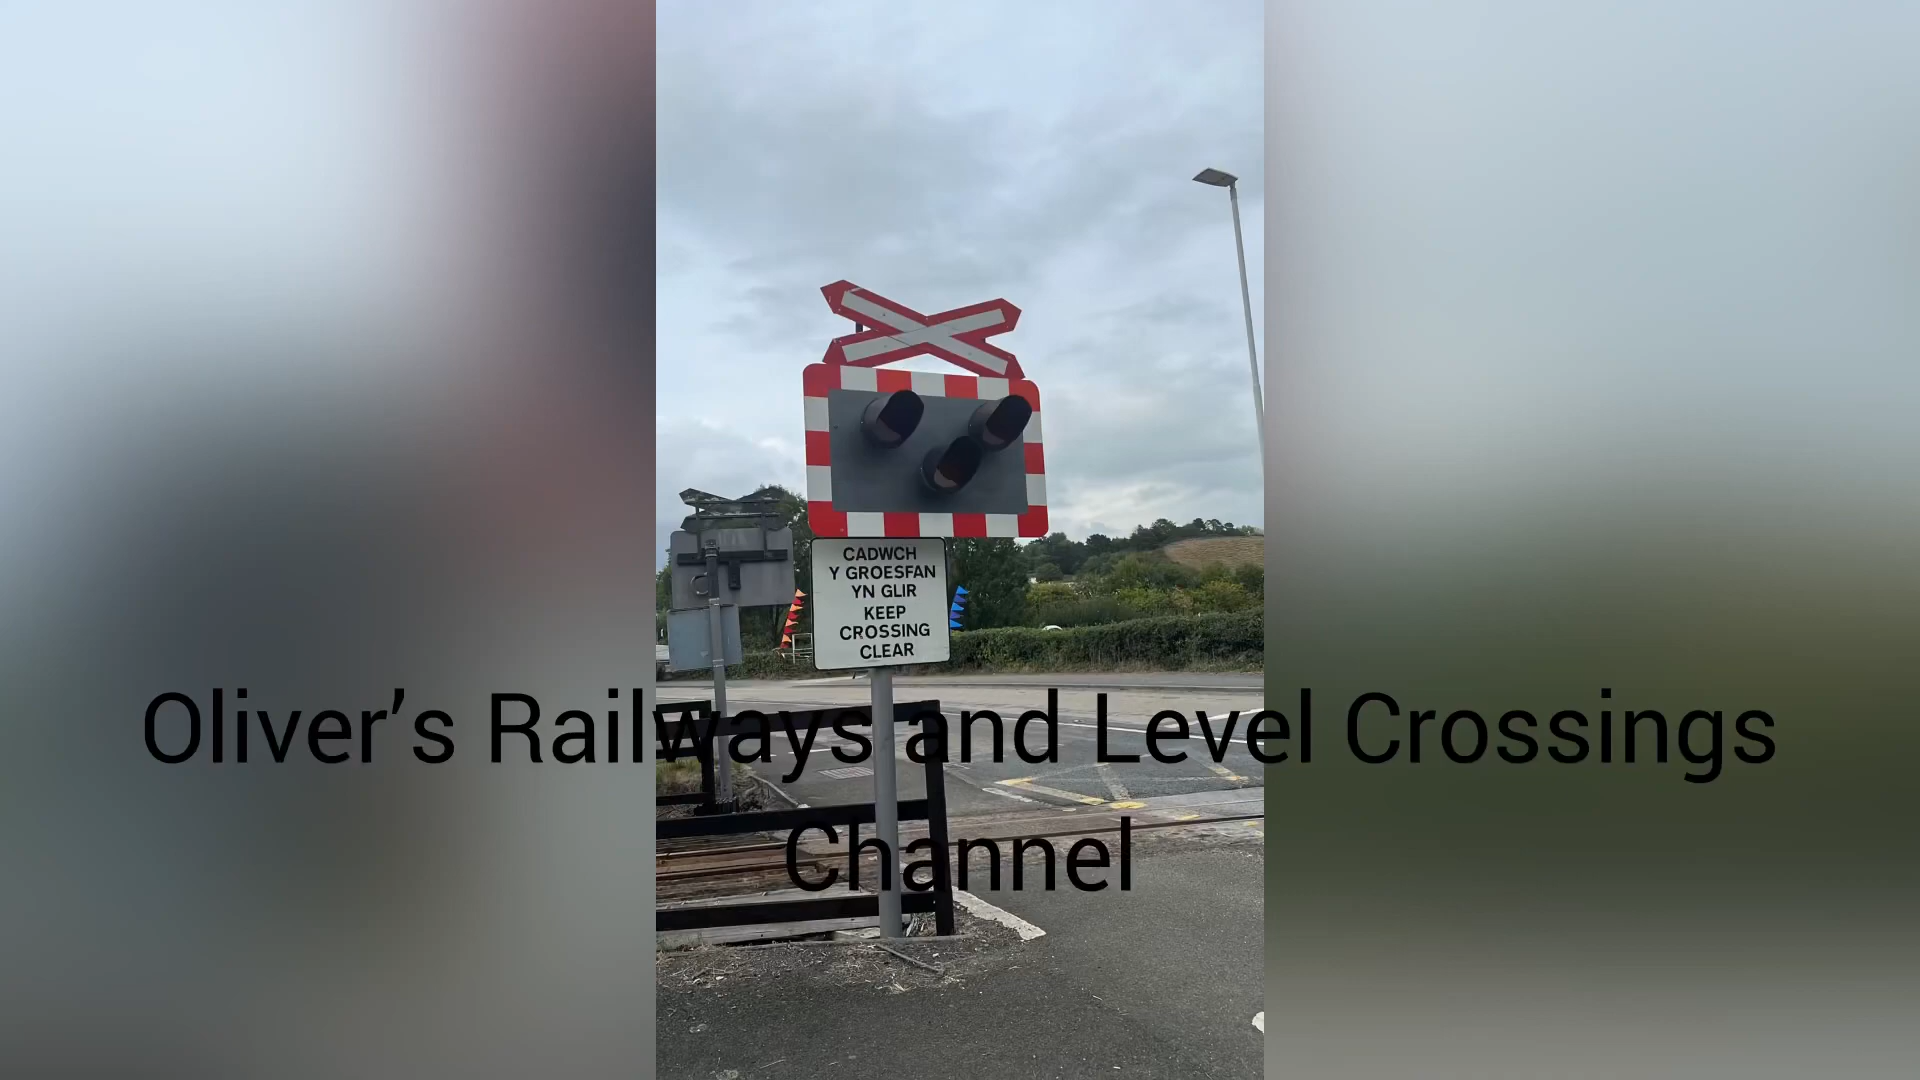 CADWCH
Y GROESFAN
YN GLIR
KEEP
CROSSING
CLEAR
Oliver’s Railways and Level Crossings
Channel